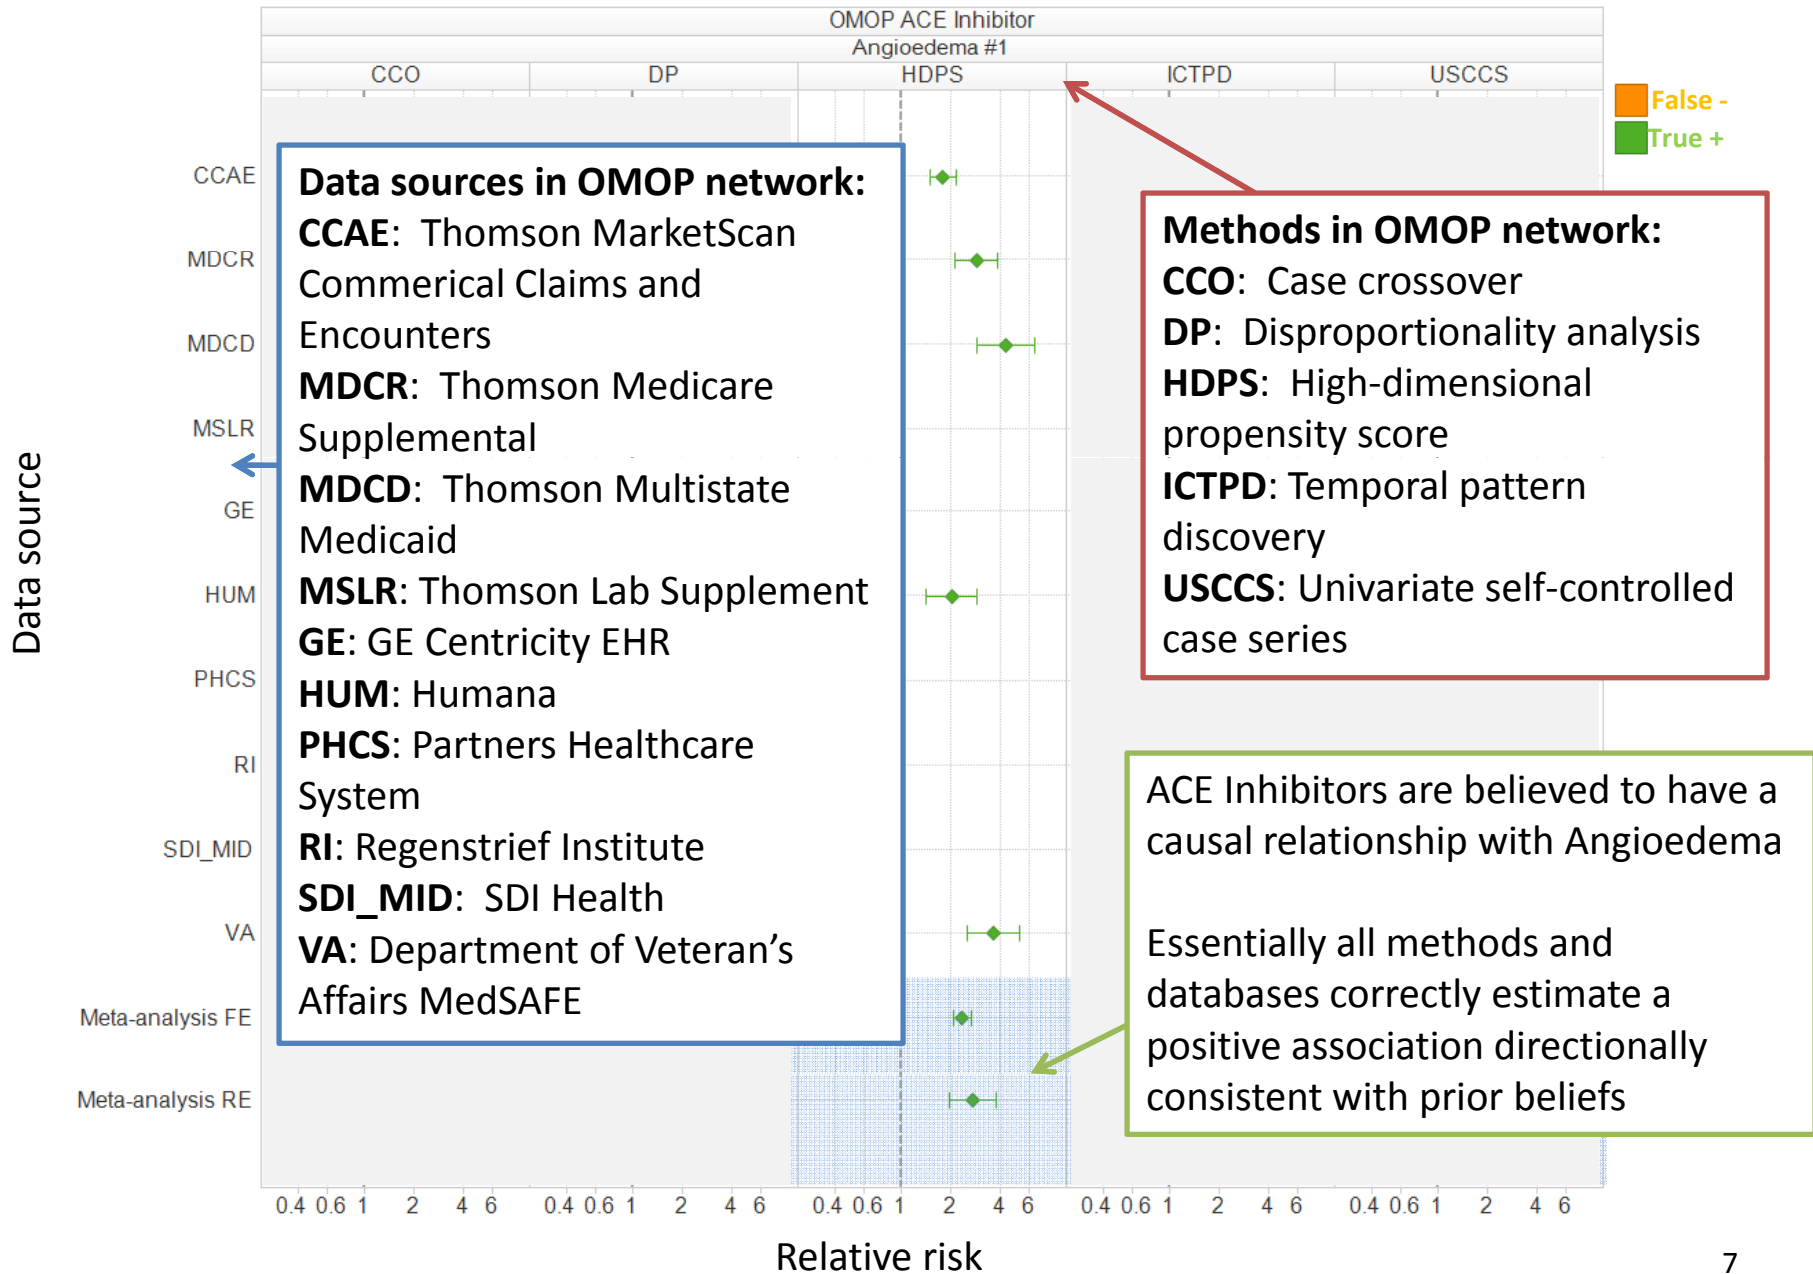 OMOP ACE Inhibitor
Angioedema #1
CCO DP HDPS ICTPD USCCS
False -
True +
Data source
CCAE
MDCR
MDCD
MSLR
GE
HUM
PHCS
RI
SDI_MID
VA
Meta-analysis FE
Meta-analysis RE
Data sources in OMOP network:
CCAE: Thomson MarketScan
Commerical Claims and
Encounters
MDCR: Thomson Medicare
Supplemental
MDCD: Thomson Multistate
Medicaid
MSLR: Thomson Lab Supplement
GE: GE Centricity EHR
HUM: Humana
PHCS: Partners Healthcare
System
RI: Regenstrief Institute
SDI_MID: SDI Health
VA: Department of Veteran’s
Affairs MedSAFE
Methods in OMOP network:
CCO: Case crossover
DP: Disproportionality analysis
HDPS: High-dimensional
propensity score
ICTPD: Temporal pattern
discovery
USCCS: Univariate self-controlled
case series
ACE Inhibitors are believed to have a
causal relationship with Angioedema
Essentially all methods and
databases correctly estimate a
positive association directionally
consistent with prior beliefs
0.4 0.6 1 2 4 6 0.4 0.6 1 2 4 6 0.4 0.6 1 2 4 6 0.4 0.6 1 2 4 6 0.4 0.6 1 2 4 6
Relative risk
7